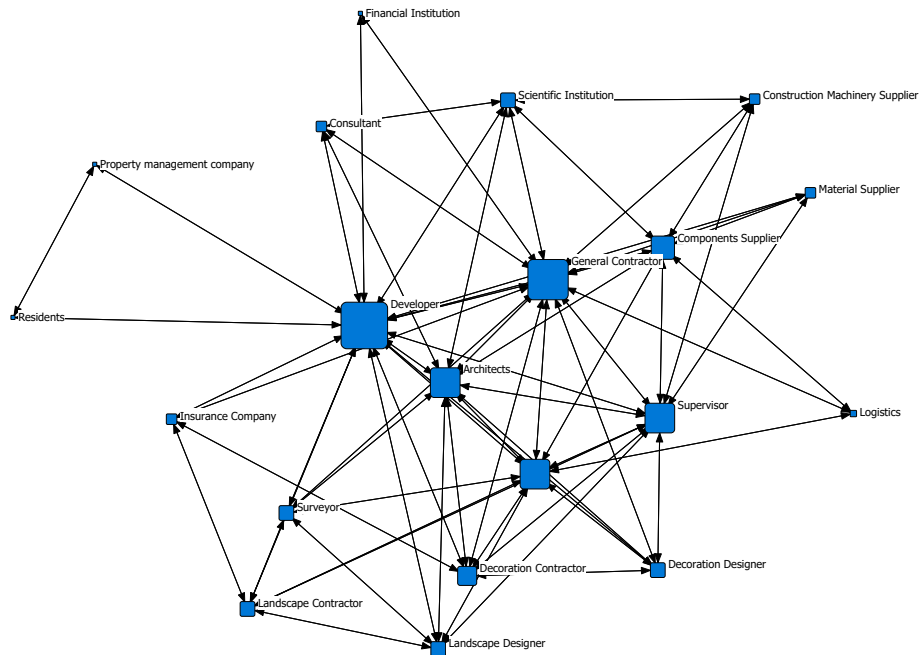 Financial Institution
Scientific Institution
Construction Machinery Supplier
Consultant
Property management company
Material Supplier
Components Supplier
General Contractor
Developer
Residents
Architects
Supervisor
Insurance Company
Logistics
Surveyor
Decoration Contractor
Decoration Designer
Landscape Contractor
Landscape Designer